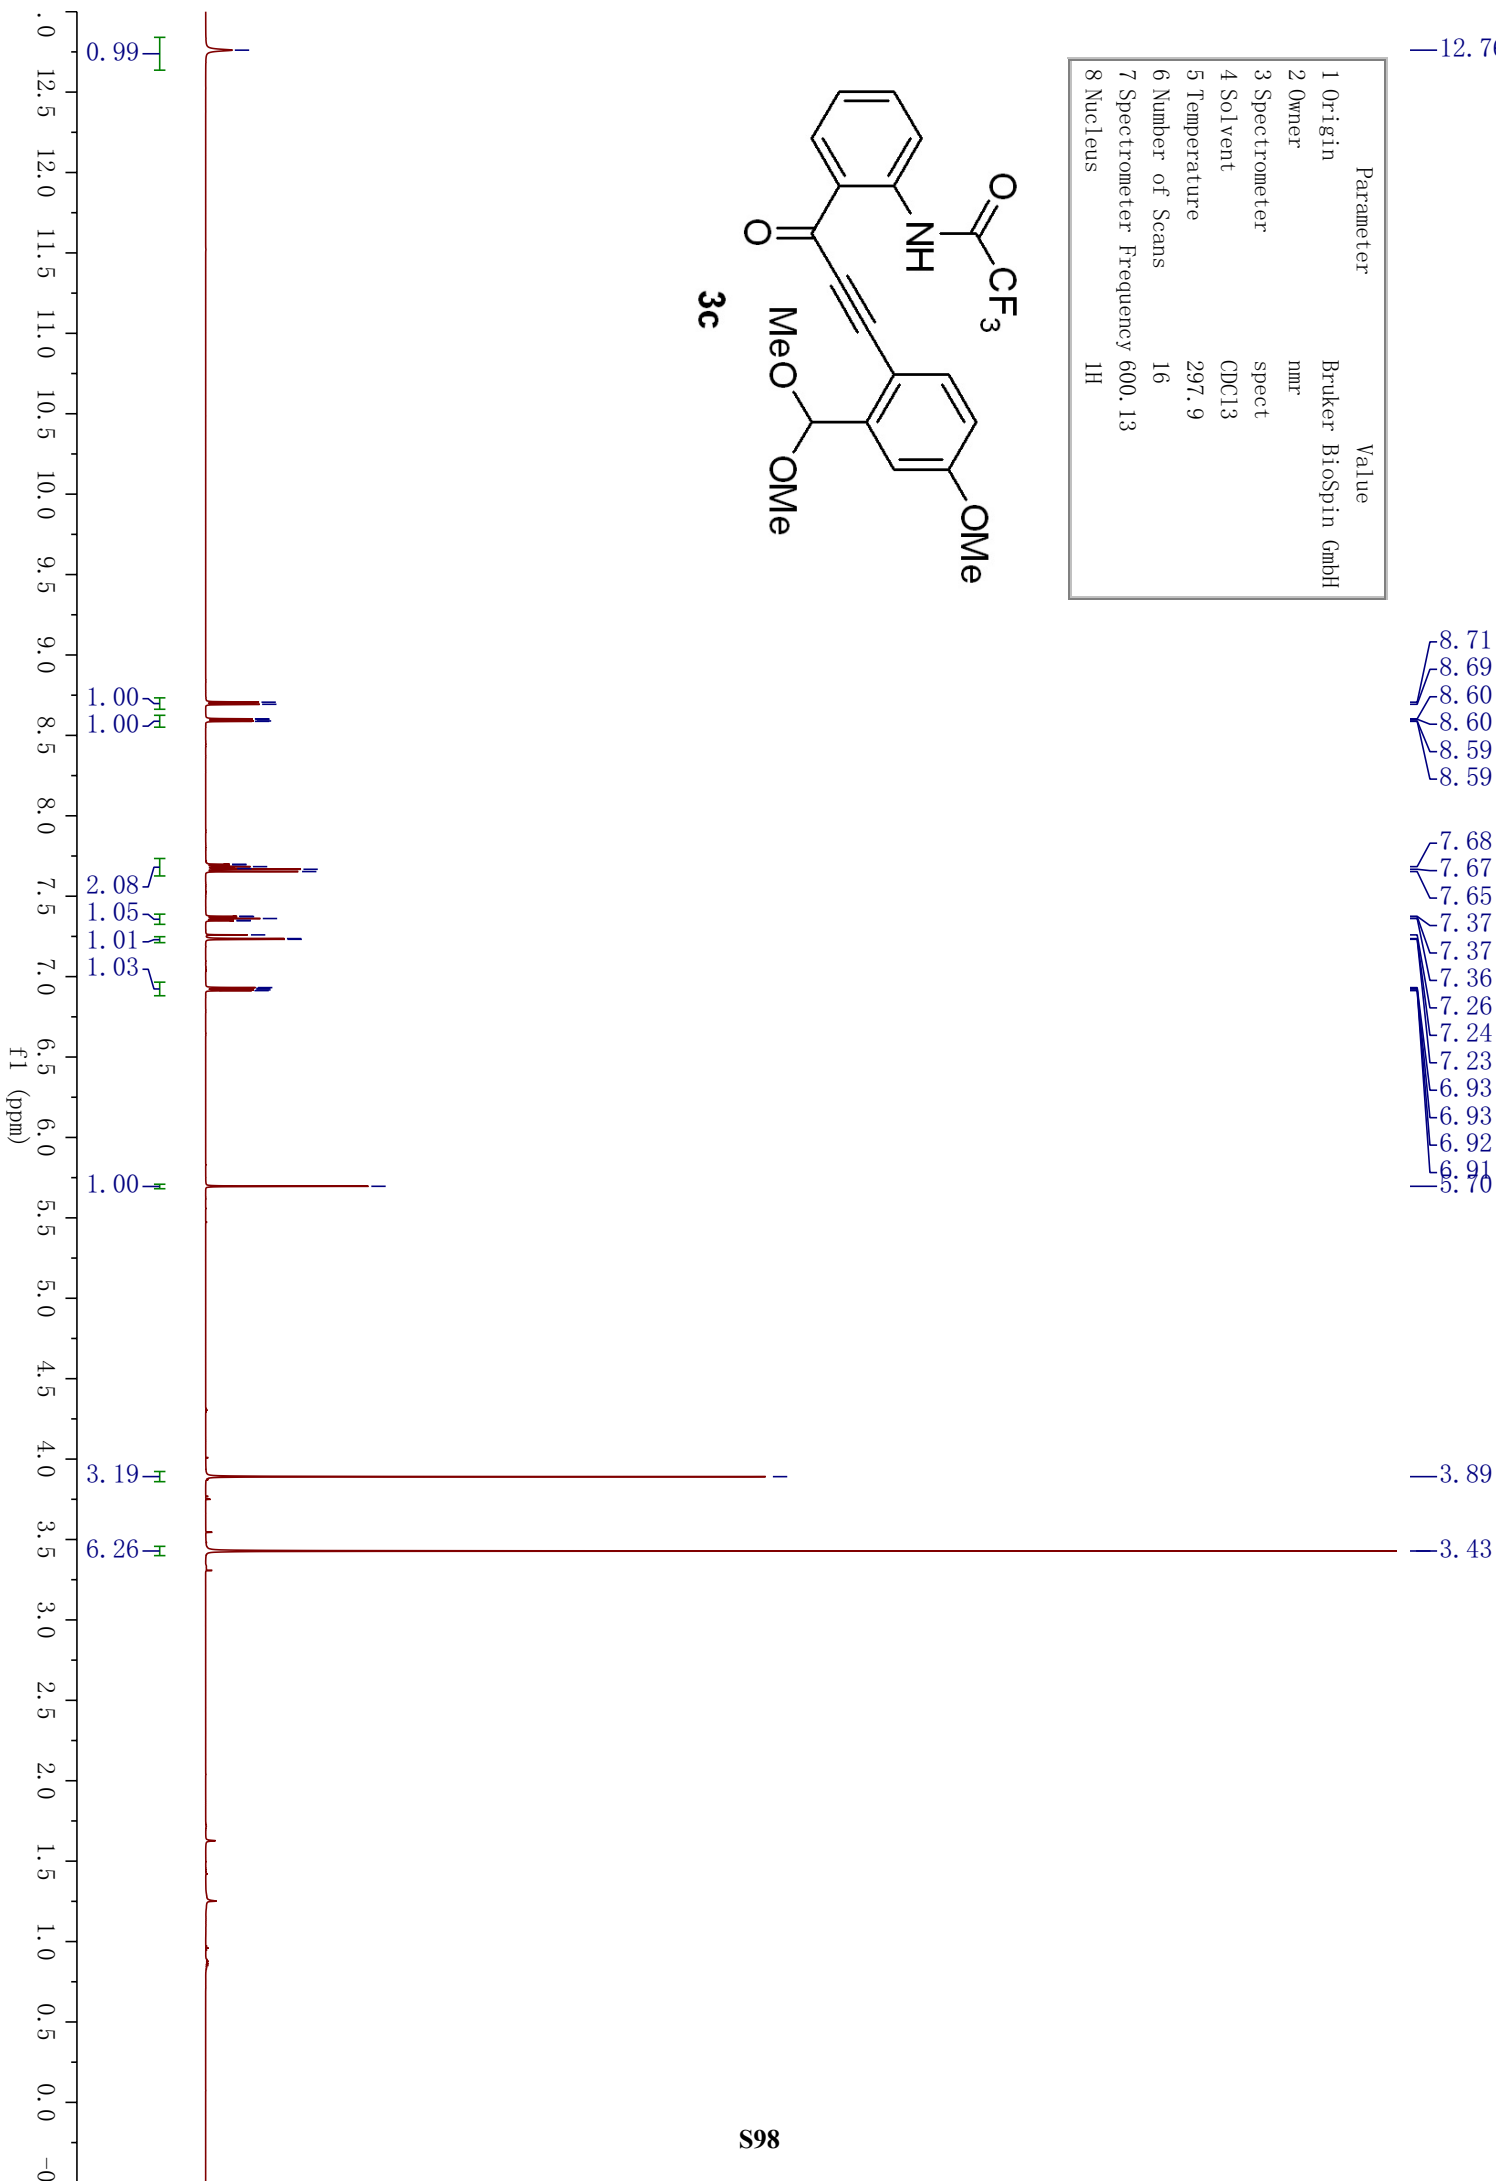 Parameter Value
1 Origin Bruker BioSpin GmbH
2 Owner nmr
3 Spectrometer spect
4 Solvent CDCl3
5 Temperature 297.9
6 Number of Scans 16
7 Spectrometer Frequency 600.13
8 Nucleus 1H
O
CF3
NH
O
OMe
MeO
OMe
3c
8.71
8.69
8.60
8.60
8.59
8.59
7.68
7.67
7.65
7.37
7.37
7.36
7.26
7.24
7.23
6.93
6.93
6.92
6.91
5.70
3.89
3.43
0.99
1.00
1.00
2.08
1.05
1.01
1.03
1.00
3.19
6.26
.0 12.5 12.0 11.5 11.0 10.5 10.0 9.5 9.0 8.5 8.0 7.5 7.0 6.5 6.0 5.5 5.0 4.5 4.0 3.5 3.0 2.5 2.0 1.5 1.0 0.5 0.0 -0
f1 (ppm)
S98